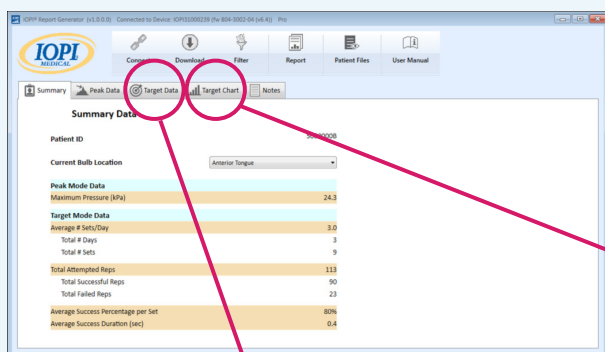 IOPI® Report Generator (v1.0.0.0) Connected to Device: IOPI31000239 (fw 804-3002-04 (v6.4)) Pro
IOPI
MEDICAL
Connect Download Filter Report Patient Files User Manual
Summary Peak Data Target Data Target Chart Notes
Summary Data
Patient ID
Current Bulb Location Anterior Tongue
Peak Mode Data
Maximum Pressure (kPa) 24.3
Target Mode Data
Average # Sets/Day 3.0
Total # Days 3
Total # Sets 9
Total Attempted Reps 113
Total Successful Reps 90
Total Failed Reps 23
Average Success Percentage per Set 80%
Average Success Duration (sec) 0.4